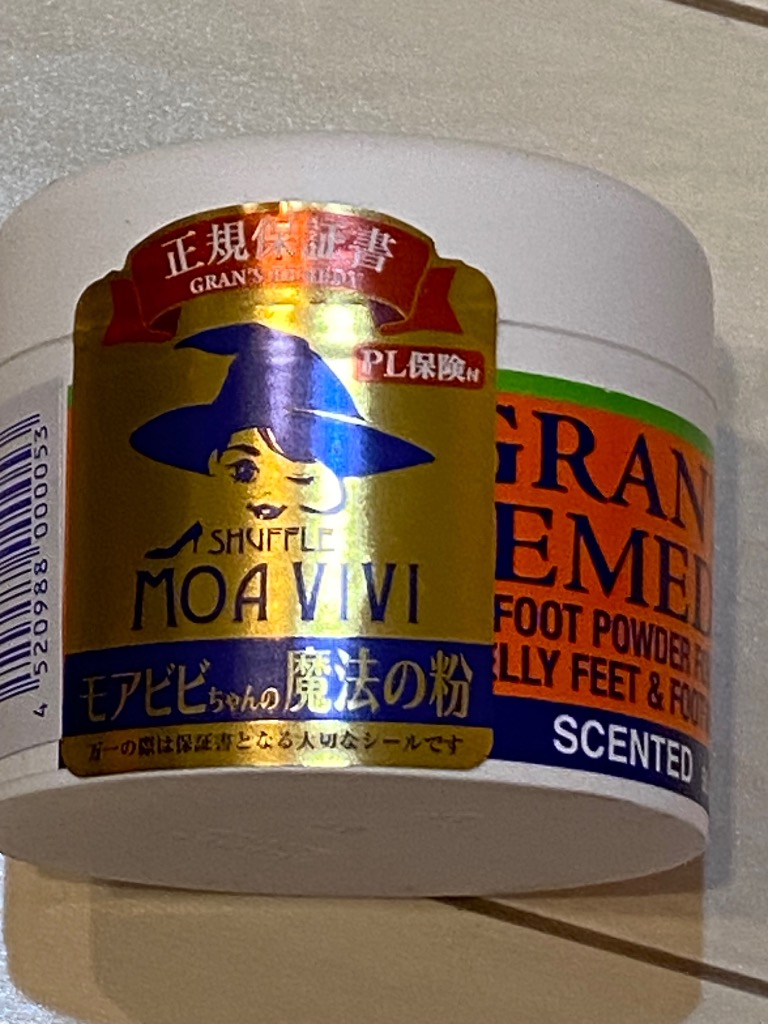 正規保証書
GRAN'S REMEDY
PL保険付
SHUFFLE
MOA VIVI
モアビビちゃんの魔法の粉
万一の際は保証書となる大切なシールです
4 520988 000053
GRAN
EMED
FOOT POWDER F
ELLY FEET & FOO
SCENTED